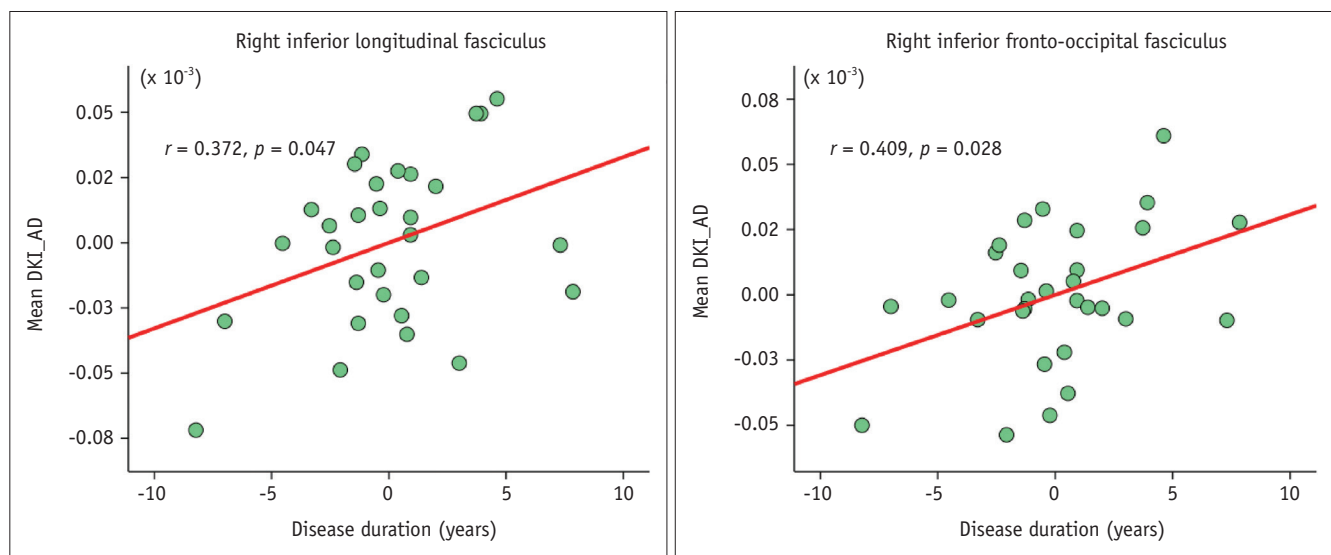 Right inferior longitudinal fasciculus
(x 10⁻³)
r = 0.372, p = 0.047
0.05
0.02
0.00
-0.03
-0.05
-0.08
Mean DKI_AD
-10 -5 0 5 10
Disease duration (years)
Right inferior fronto-occipital fasciculus
(x 10⁻³)
r = 0.409, p = 0.028
0.08
0.05
0.02
0.00
-0.03
-0.05
Mean DKI_AD
-10 -5 0 5 10
Disease duration (years)